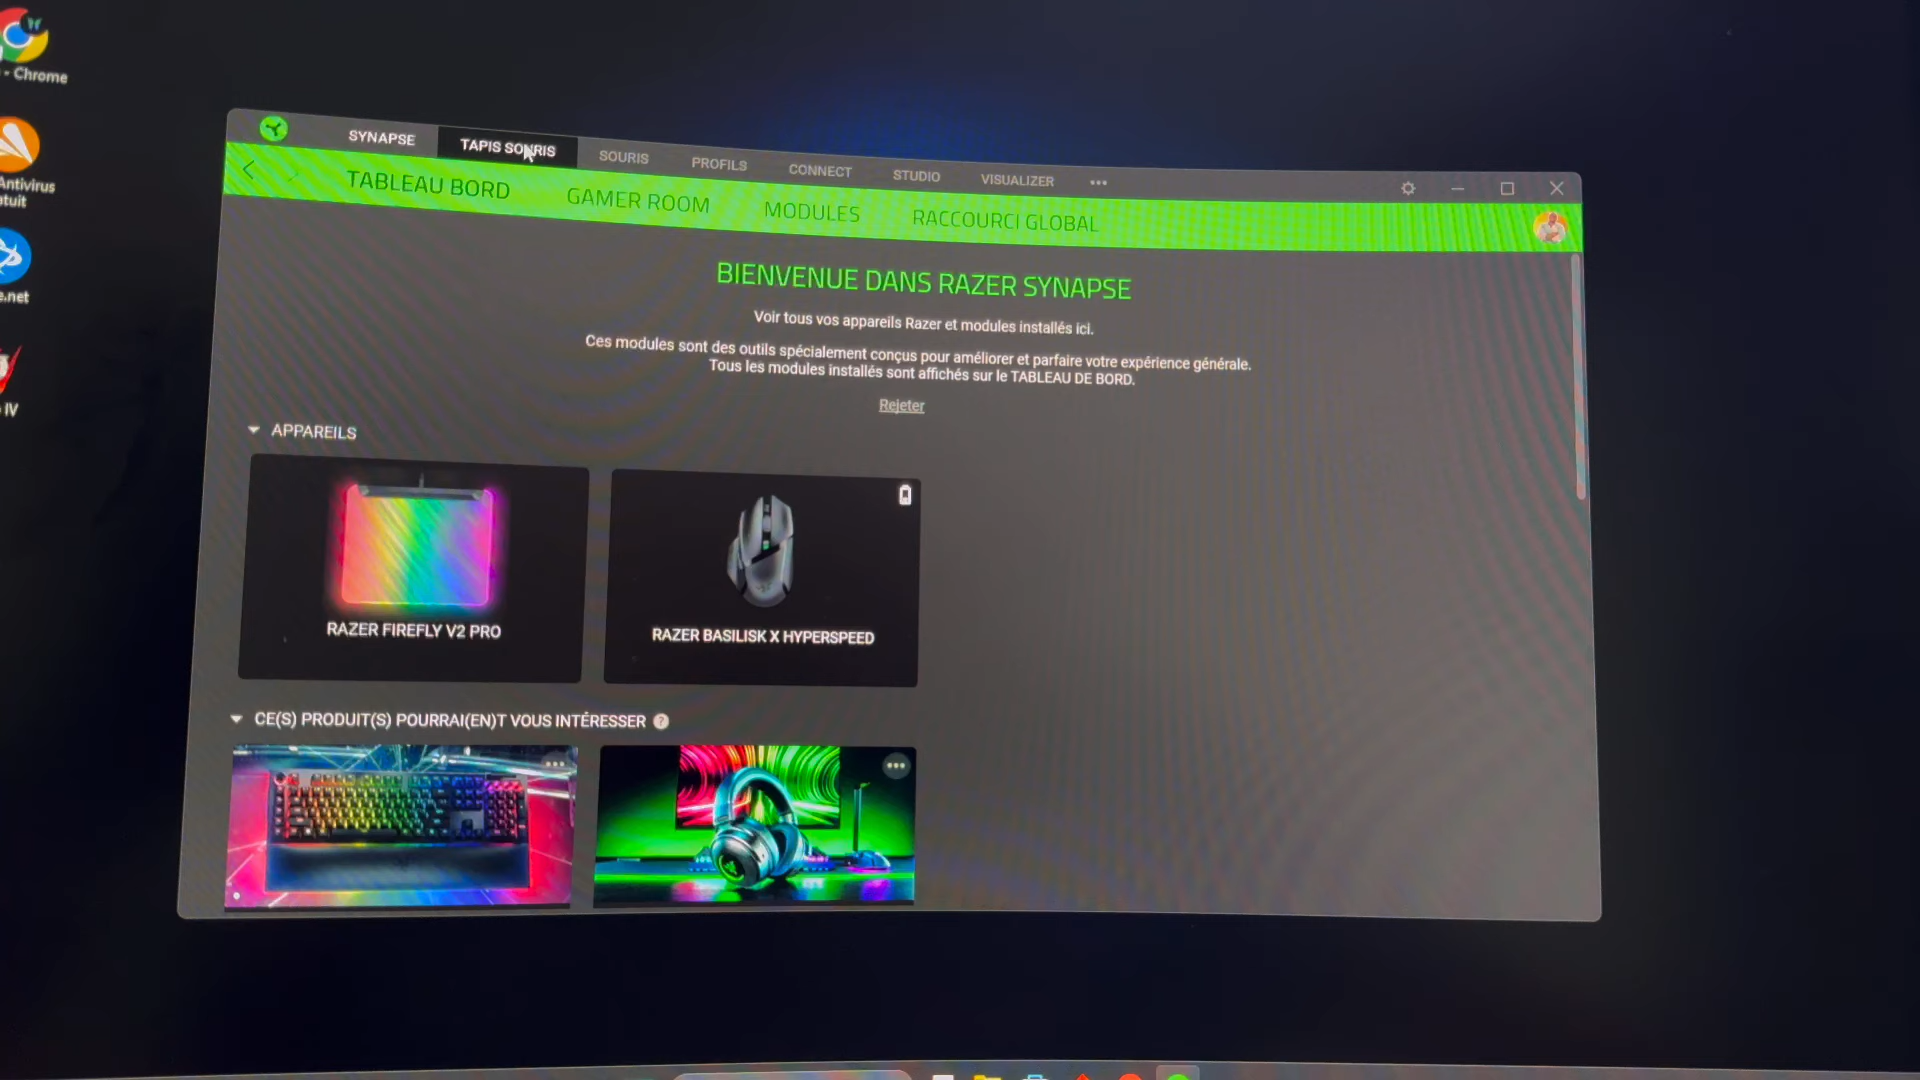 - Chrome
Antivirus
IV
SYNAPSE
TAPIS SOURIS
SOURIS
PROFILS
CONNECT
STUDIO
VISUALIZER
TABLEAU BORD
GAMER ROOM
MODULES
RACCOURCI GLOBAL
BIENVENUE DANS RAZER SYNAPSE
Voir tous vos appareils Razer et modules installés ici.
Ces modules sont des outils spécialement conçus pour améliorer et parfaire votre expérience générale.
Tous les modules installés sont affichés sur le TABLEAU DE BORD.
Rejeter
APPAREILS
RAZER FIREFLY V2 PRO
RAZER BASILISK X HYPERSPEED
CE(S) PRODUIT(S) POURRAI(EN)T VOUS INTÉRESSER ?